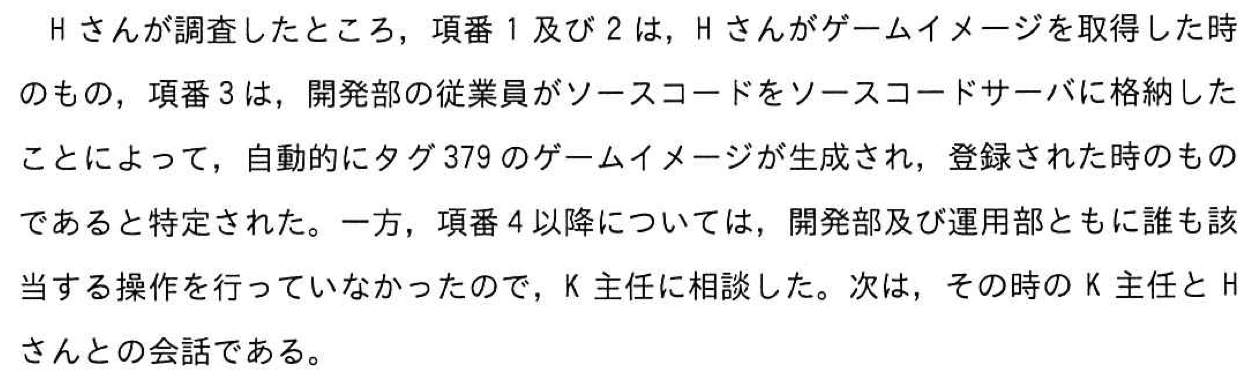 H さんが調査したところ，項番 1 及び 2 は，H さんがゲームイメージを取得した時
のもの，項番 3 は，開発部の従業員がソースコードをソースコードサーバに格納した
ことによって，自動的にタグ 379 のゲームイメージが生成され，登録された時のもの
であると特定された。一方，項番 4 以降については，開発部及び運用部ともに誰も該
当する操作を行っていなかったので，K 主任に相談した。次は，その時の K 主任と H
さんとの会話である。